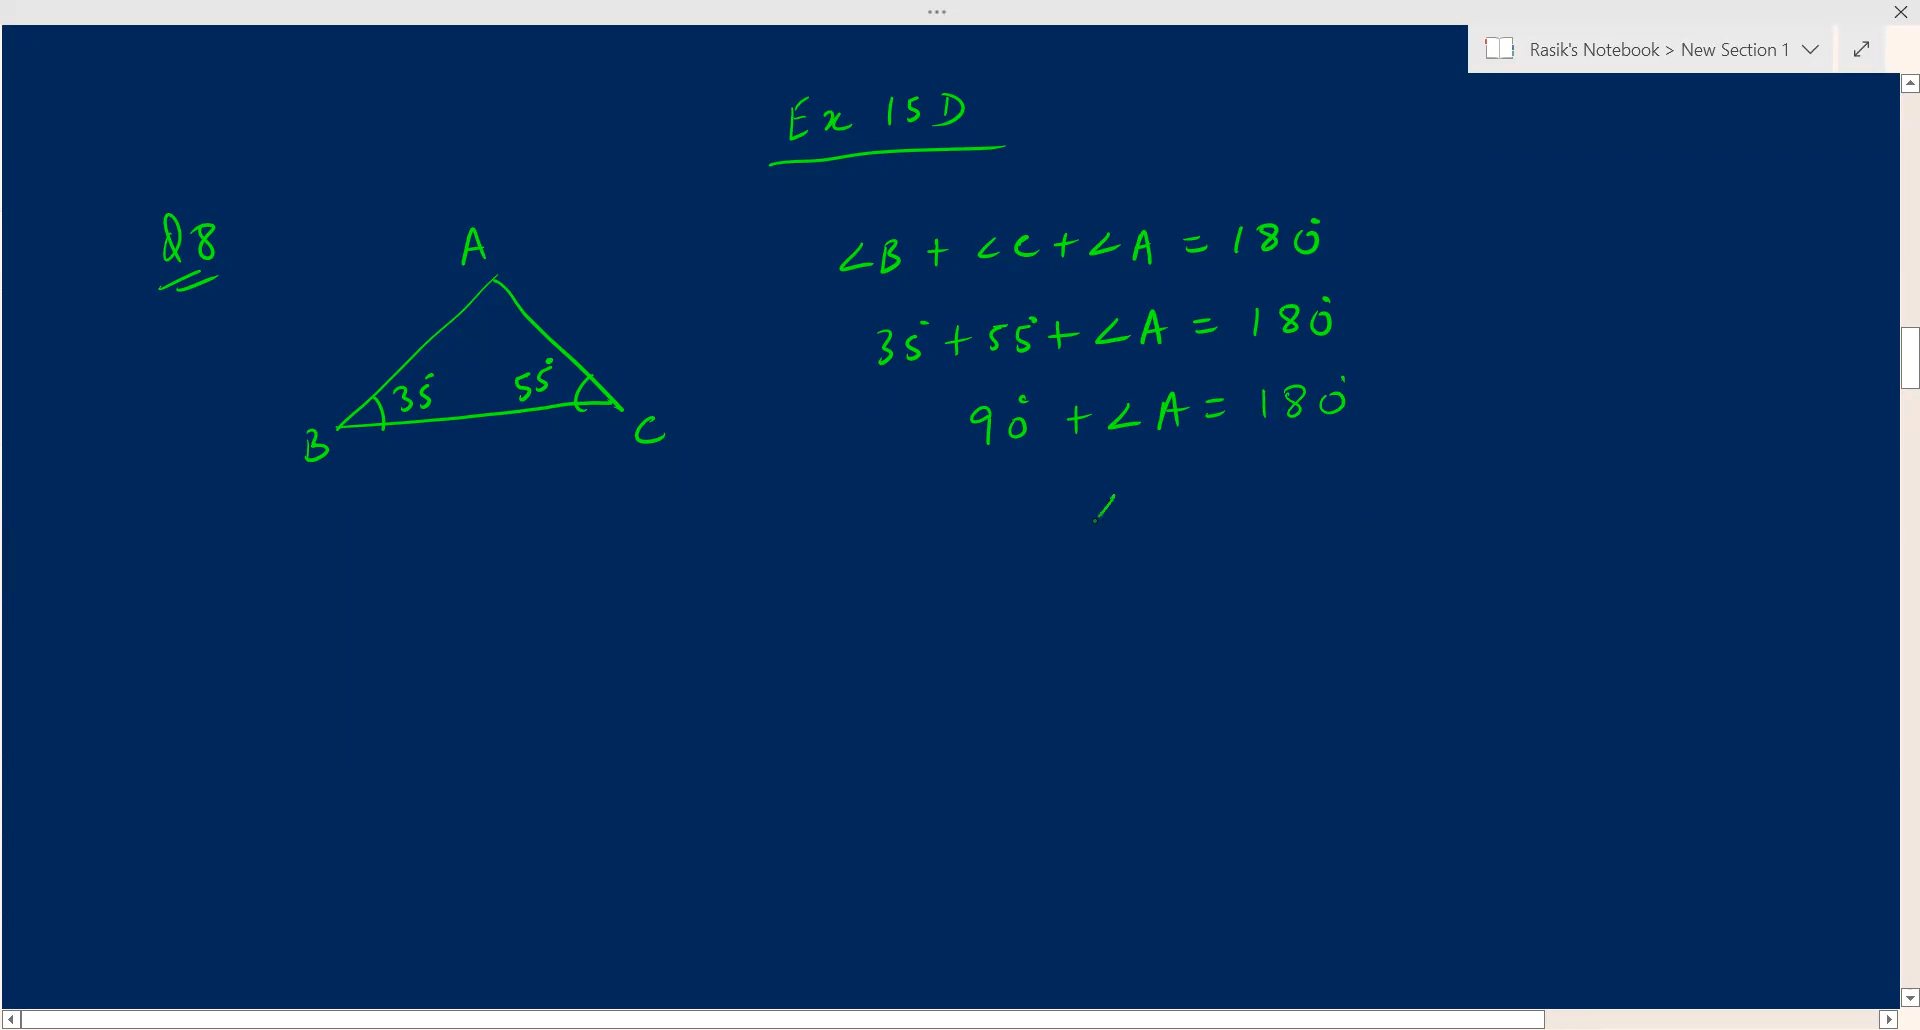 Rasik's Notebook > New Section 1
Ex 15D
Q8
A
B
C
35°
55°
∠B + ∠C + ∠A = 180°
35° + 55° + ∠A = 180°
90° + ∠A = 180°